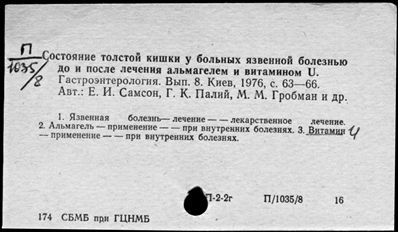 П
1035/8
Состояние толстой кишки у больных язвенной болезнью
до и после лечения альмагелем и витамином U.
Гастроэнтерология. Вып. 8. Киев, 1976, с. 63—66.
Авт.: Е. И. Самсон, Г. К. Палий, М. М. Гробман и др.
1. Язвенная болезнь—лечение — — лекарственное лечение.
2. Альмагель — применение — — при внутренних болезнях. 3. Витамин U
— применение — — при внутренних болезнях.
П-2-2г П/1035/8 16
174 СБМБ при ГЦНМБ